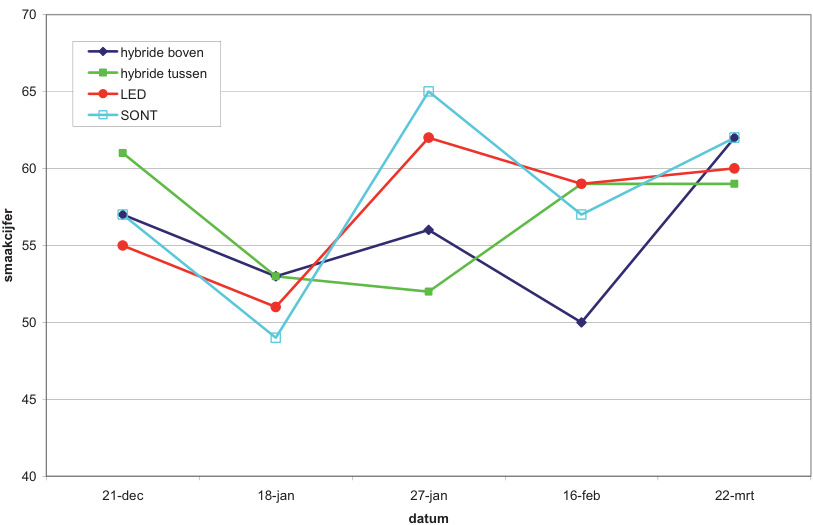 70
65
60
55
50
45
40
smaakcijfer
hybride boven
hybride tussen
LED
SONT
21-dec
18-jan
27-jan
16-feb
22-mrt
datum